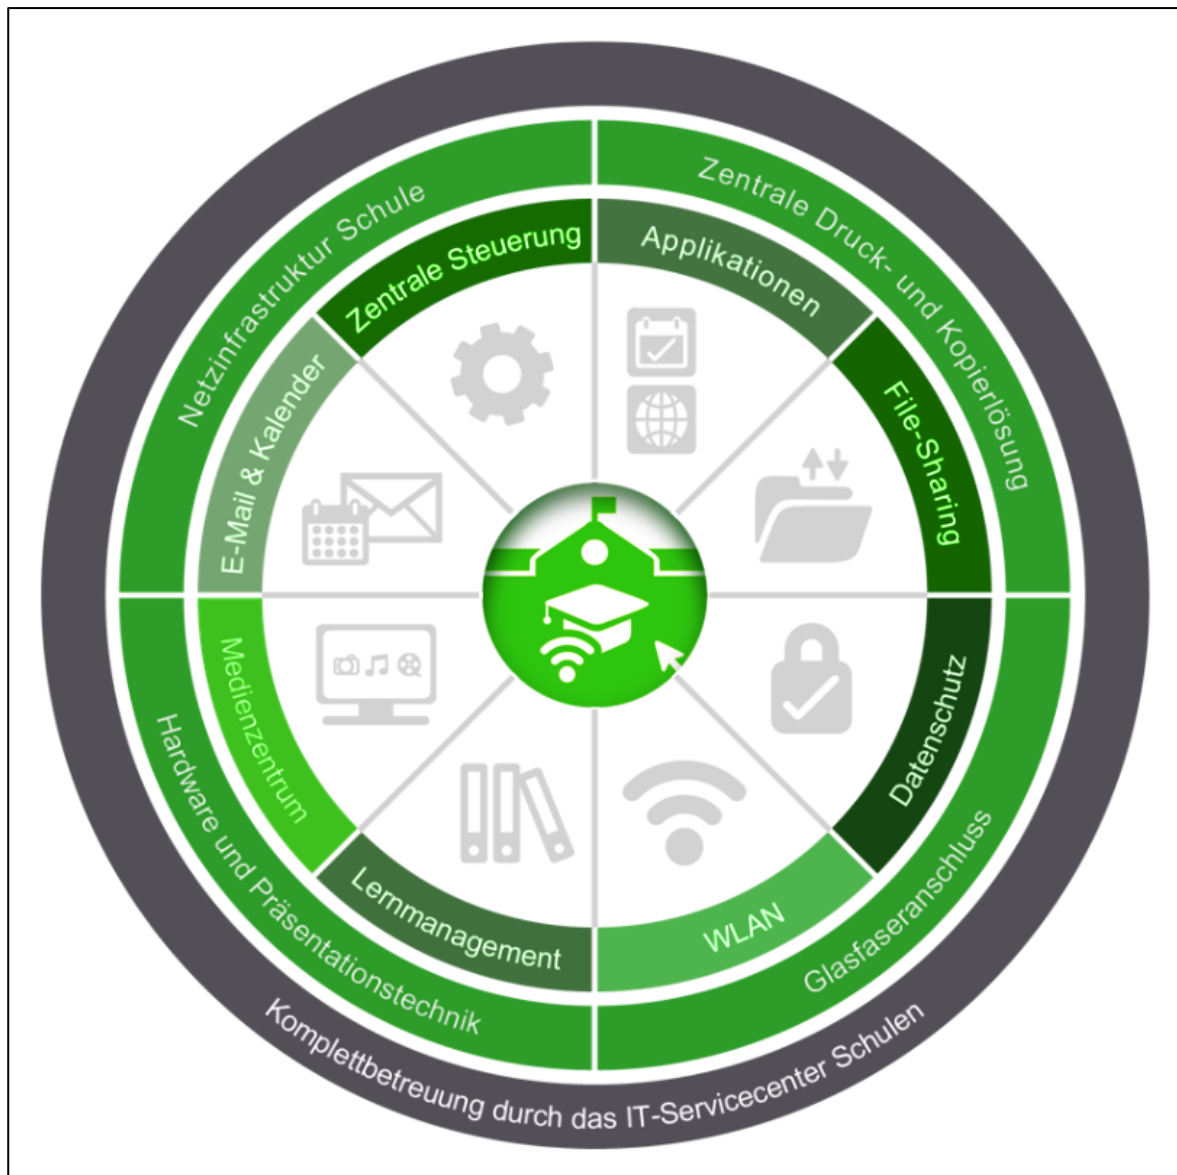 Netzinfrastruktur Schule
Zentrale Druck- und Kopierlösung
Zentrale Steuerung
Applikationen
E-Mail & Kalender
File-Sharing
Medienzentrum
Datenschutz
Lernmanagement
WLAN
Hardware und Präsentationstechnik
Glasfaseranschluss
Komplettbetreuung durch das IT-Servicecenter Schulen